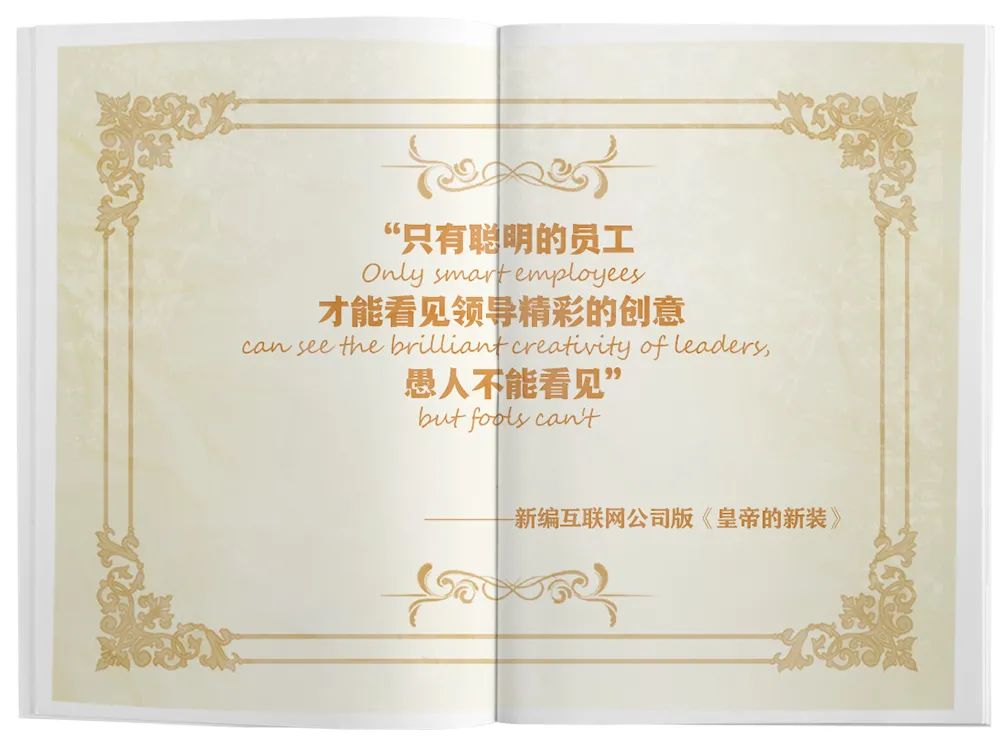 “只有聪明的员工
Only smart employees
才能看见领导精彩的创意
can see the brilliant creativity of leaders,
愚人不能看见”
but fools can't
———新编互联网公司版《皇帝的新装》